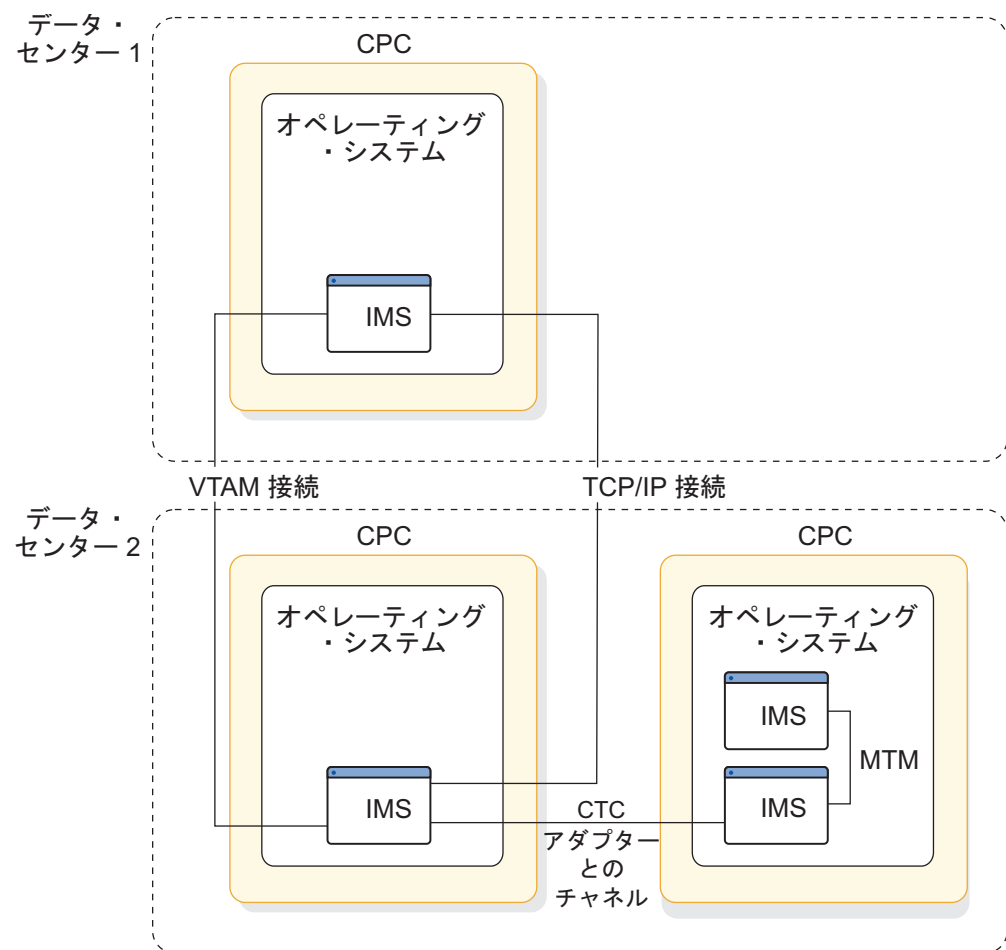 データ・
センター 1
CPC
オペレーティング
・システム
IMS
VTAM 接続
TCP/IP 接続
データ・
センター 2
CPC
オペレーティング
・システム
IMS
CTC
アダプター
との
チャネル
CPC
オペレーティング
・システム
IMS
MTM
IMS